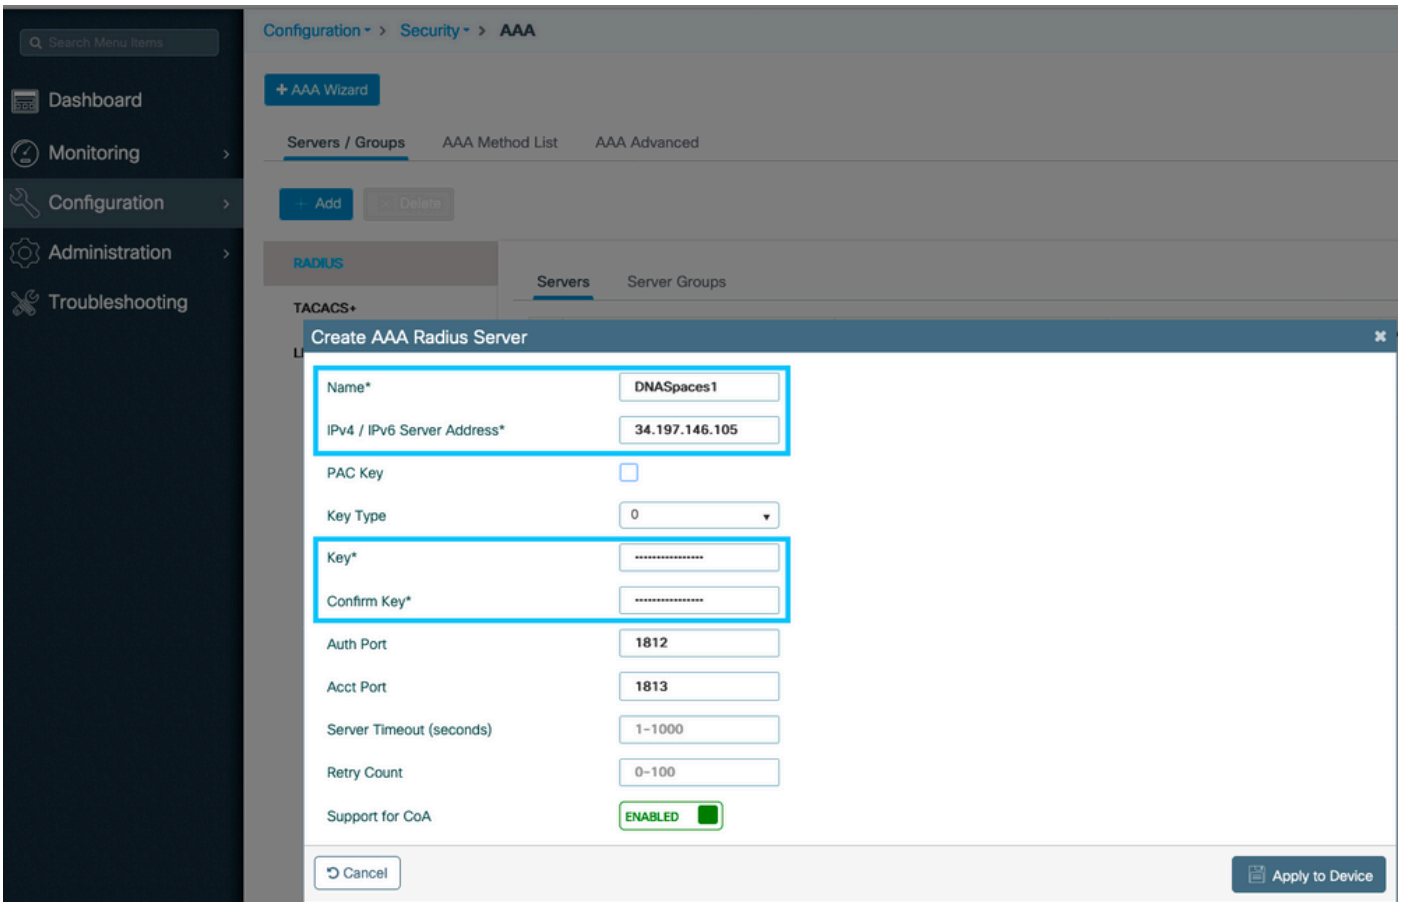 Search Menu Items
Configuration > Security > AAA
+ AAA Wizard
Dashboard
Servers / Groups AAA Method List AAA Advanced
Monitoring >
Configuration >
+ Add × Delete
Administration >
RADIUS
Servers Server Groups
Troubleshooting
TACACS+
Create AAA Radius Server ×
Name* DNASpaces1
IPv4 / IPv6 Server Address* 34.197.146.105
PAC Key
Key Type 0
Key* ················
Confirm Key* ················
Auth Port 1812
Acct Port 1813
Server Timeout (seconds) 1-1000
Retry Count 0-100
Support for CoA ENABLED
Cancel Apply to Device